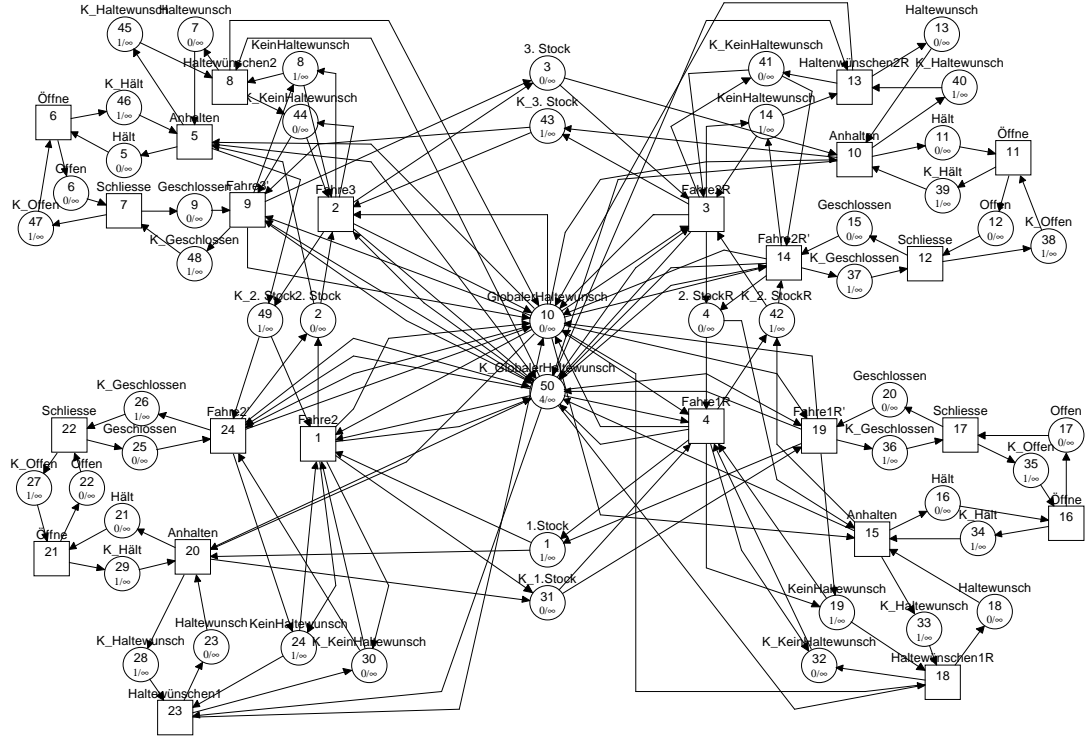 K_Haltewunsch
45
1/∞
Haltewunsch
7
0/∞
Haltewünschen2
8
KeinHaltewunsch
8
1/∞
K_KeinHaltewunsch
44
0/∞
Öffne
6
K_Hält
46
1/∞
Anhalten
5
Hält
5
0/∞
Offen
6
0/∞
K_Offen
47
1/∞
Schliesse
7
Geschlossen
9
0/∞
9
K_Geschlossen
48
1/∞
Fahre3
2
3. Stock
3
0/∞
K_3. Stock
43
1/∞
K_KeinHaltewunsch
41
0/∞
KeinHaltewunsch
14
1/∞
Haltewünschen2R
13
Haltewunsch
13
0/∞
K_Haltewunsch
40
1/∞
Anhalten
10
Hält
11
0/∞
Öffne
11
K_Hält
39
1/∞
Offen
12
0/∞
K_Offen
38
1/∞
Schliesse
12
Geschlossen
15
0/∞
K_Geschlossen
37
1/∞
Fahre2R
3
Fahre2R'
14
K_2. Stock
49
1/∞
2. Stock
2
0/∞
GlobalerHaltewunsch
10
0/∞
K_GlobalerHaltewunsch
50
4/∞
2. StockR
4
0/∞
K_2. StockR
42
1/∞
K_Geschlossen
26
1/∞
Schliesse
22
Geschlossen
25
0/∞
Fahre2'
24
Fahre2
1
K_Offen
27
1/∞
Offen
22
0/∞
Öffne
21
Hält
21
0/∞
K_Hält
29
1/∞
Anhalten
20
Haltewunsch
23
0/∞
K_Haltewunsch
28
1/∞
Haltewünschen1
23
KeinHaltewunsch
24
1/∞
K_KeinHaltewunsch
30
0/∞
1.Stock
1
1/∞
K_1.Stock
31
0/∞
Fahre1R
4
Fahre1R'
19
Geschlossen
20
0/∞
K_Geschlossen
36
1/∞
Schliesse
17
Offen
17
0/∞
K_Offen
35
1/∞
Öffne
16
Hält
16
0/∞
K_Hält
34
1/∞
Anhalten
15
KeinHaltewunsch
19
1/∞
K_KeinHaltewunsch
32
0/∞
K_Haltewunsch
33
1/∞
Haltewunsch
18
0/∞
Haltewünschen1R
18